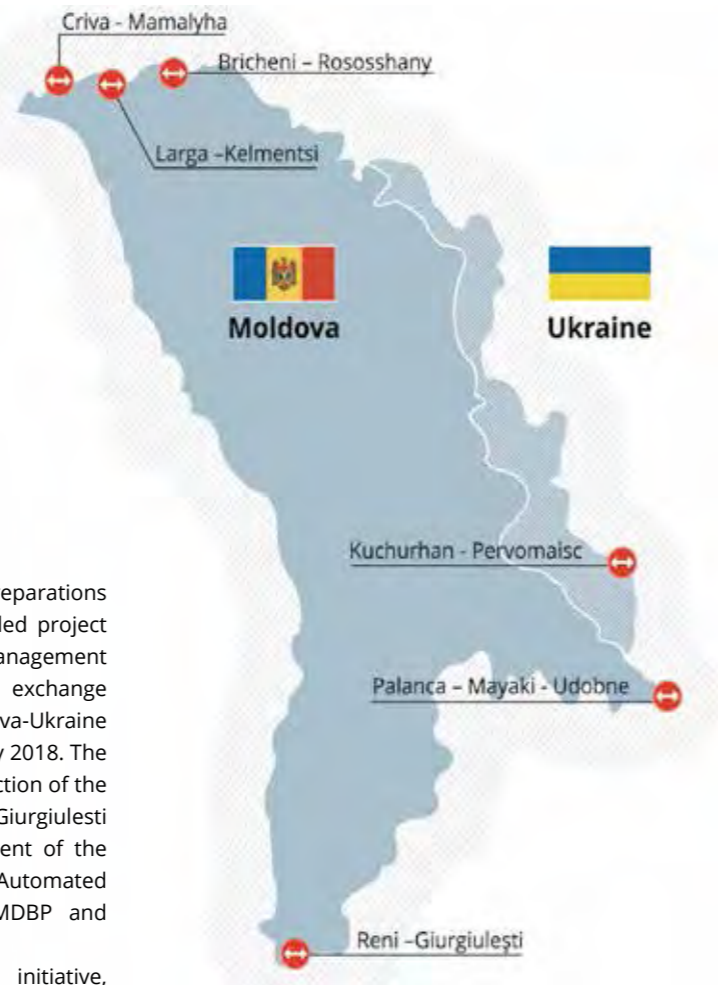 Criva - Mamalyha
Bricheni – Rososshany
Larga –Kelmentsi
Moldova
Ukraine
Kuchurhan - Pervomaisc
Palanca – Mayaki - Udobne
Reni –Giurgiulești
reparations
led project
anagement
exchange
va-Ukraine
y 2018. The
ction of the
Giurgiulesti
ent of the
Automated
MDBP and
initiative,